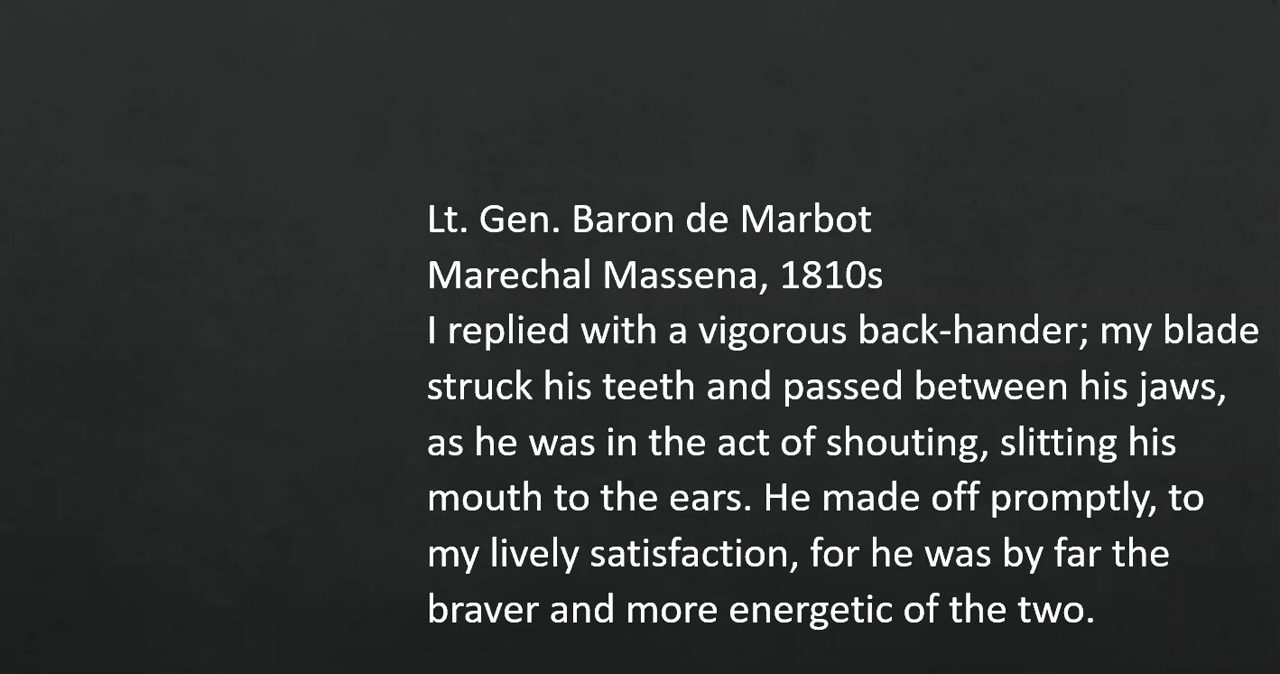 Lt. Gen. Baron de Marbot
Marechal Massena, 1810s
I replied with a vigorous back-hander; my blade
struck his teeth and passed between his jaws,
as he was in the act of shouting, slitting his
mouth to the ears. He made off promptly, to
my lively satisfaction, for he was by far the
braver and more energetic of the two.